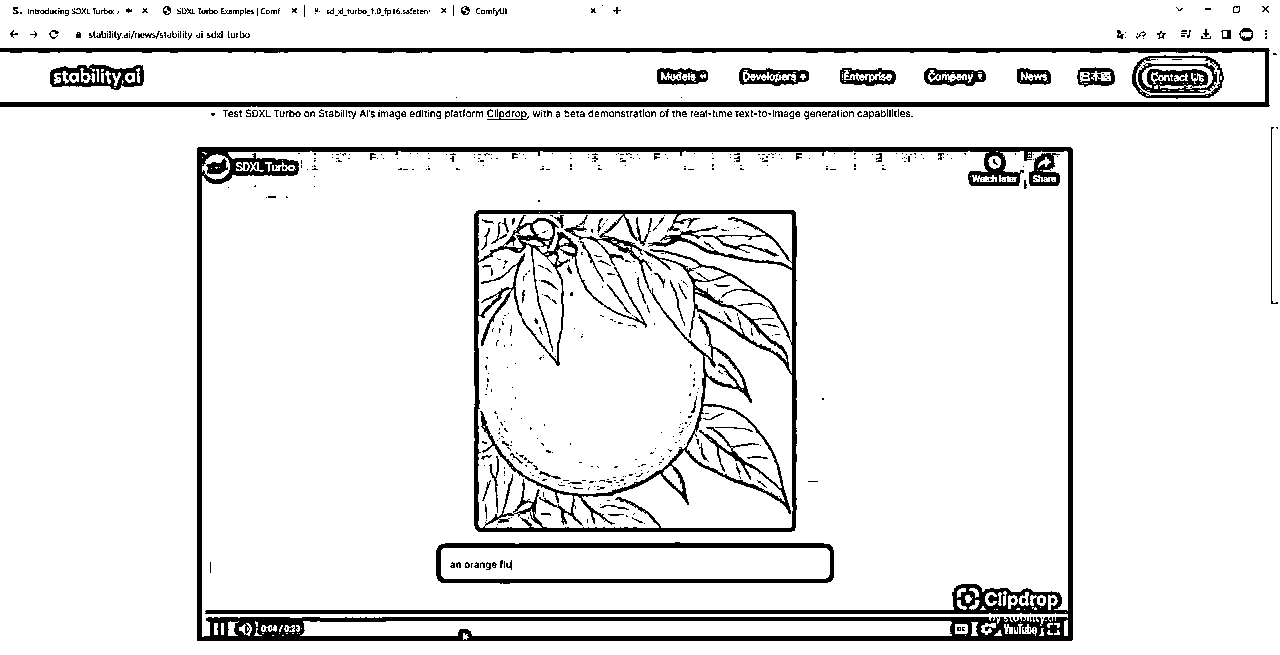 Introducing SDXL Turbo:
SDXL Turbo Examples | Comf
sd_xl_turbo_1.0_fp16.safeten
ComfyUI
stability.ai/news/stability-ai-sdxl-turbo
stability.ai
Models
Developers
Enterprise
Company
News
日本語
Contact Us
Test SDXL Turbo on Stability AI's image editing platform Clipdrop, with a beta demonstration of the real-time text-to-image generation capabilities.
SDXL Turbo
Watch later
Share
an orange flu
Clipdrop
by stability.ai
0:04 / 0:23
CC
YouTube